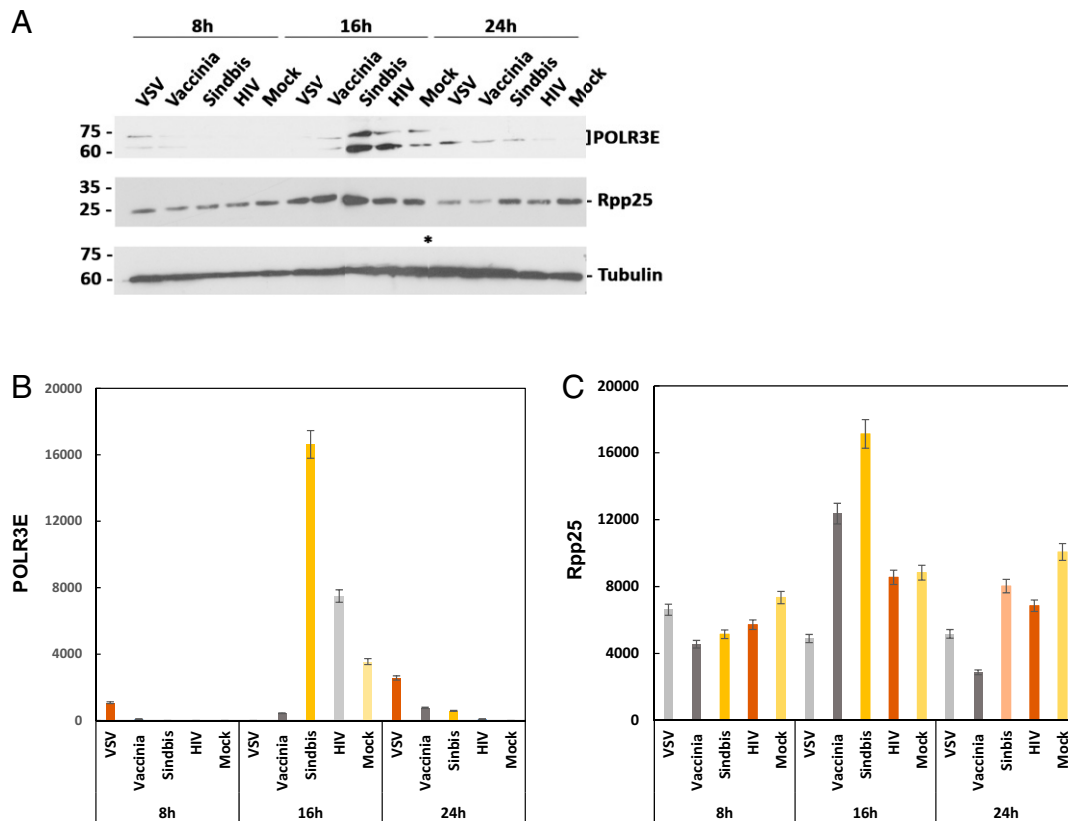 A
8h 16h 24h
VSV Vaccinia Sindbis HIV Mock VSV Vaccinia Sindbis HIV Mock VSV Vaccinia Sindbis HIV Mock
75 -
60 -
]POLR3E
35 -
25 -
- Rpp25
*
75 -
60 -
- Tubulin
B
POLR3E
20000
16000
12000
8000
4000
0
VSV Vaccinia Sindbis HIV Mock VSV Vaccinia Sindbis HIV Mock VSV Vaccinia Sinbis HIV Mock
8h 16h 24h
C
Rpp25
20000
16000
12000
8000
4000
0
VSV Vaccinia Sindbis HIV Mock VSV Vaccinia Sindbis HIV Mock VSV Vaccinia Sindbis HIV Mock
8h 16h 24h